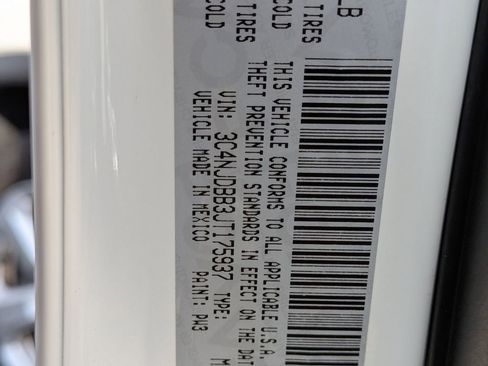 LB
TIRES TIRES
COLD COLD
THIS VEHICLE CONFORMS TO ALL APPLICABLE U.S.A.
THEFT PREVENTION STANDARDS IN EFFECT ON THE DAT
VIN: 3C4NJDBB3JT175937 TYPE: M
VEHICLE MADE IN MEXICO PAINT: PW3